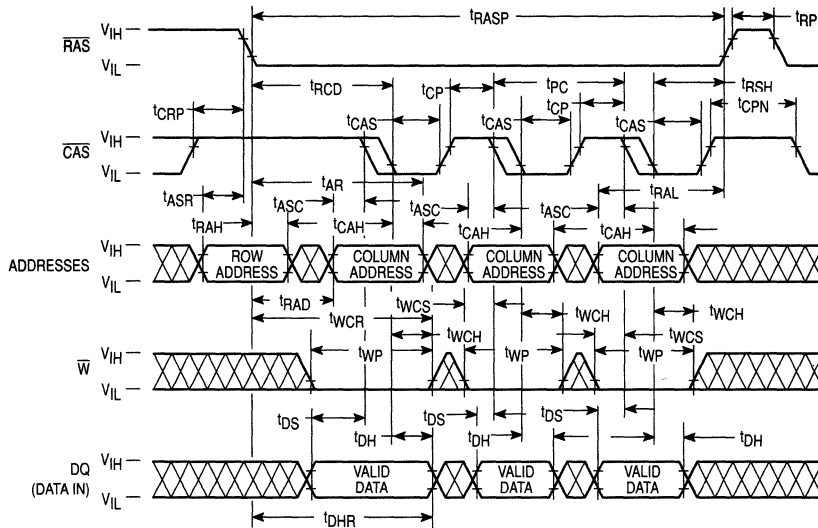 tRASP
tRP
RAS
VIH
VIL
tRCD
tCP
tPC
tRSH
tCRP
tCAS
tCAS
tCP
tCAS
tCPN
CAS
VIH
VIL
tAR
tRAL
tASR
tASC
tASC
tASC
tRAH
tCAH
tCAH
tCAH
ADDRESSES
VIH
VIL
ROW
ADDRESS
COLUMN
ADDRESS
COLUMN
ADDRESS
COLUMN
ADDRESS
tRAD
tWCS
tWCH
tWCH
tWCR
tWCH
tWCS
W
VIH
VIL
tWP
tWP
tWP
tDS
tDS
tDS
tDH
tDH
tDH
DQ
(DATA IN)
VIH
VIL
VALID
DATA
VALID
DATA
VALID
DATA
tDHR